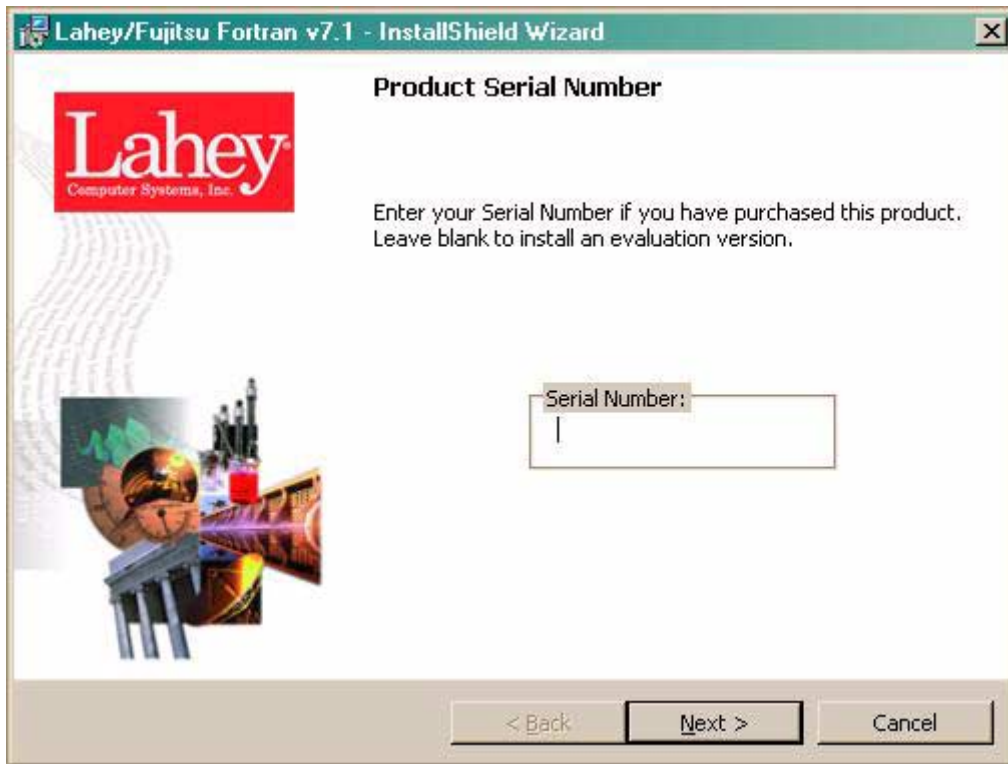 Lahey/Fujitsu Fortran v7.1 - InstallShield Wizard
Product Serial Number
Lahey
Computer Systems, Inc.
Enter your Serial Number if you have purchased this product.
Leave blank to install an evaluation version.
Serial Number:
< Back
Next >
Cancel